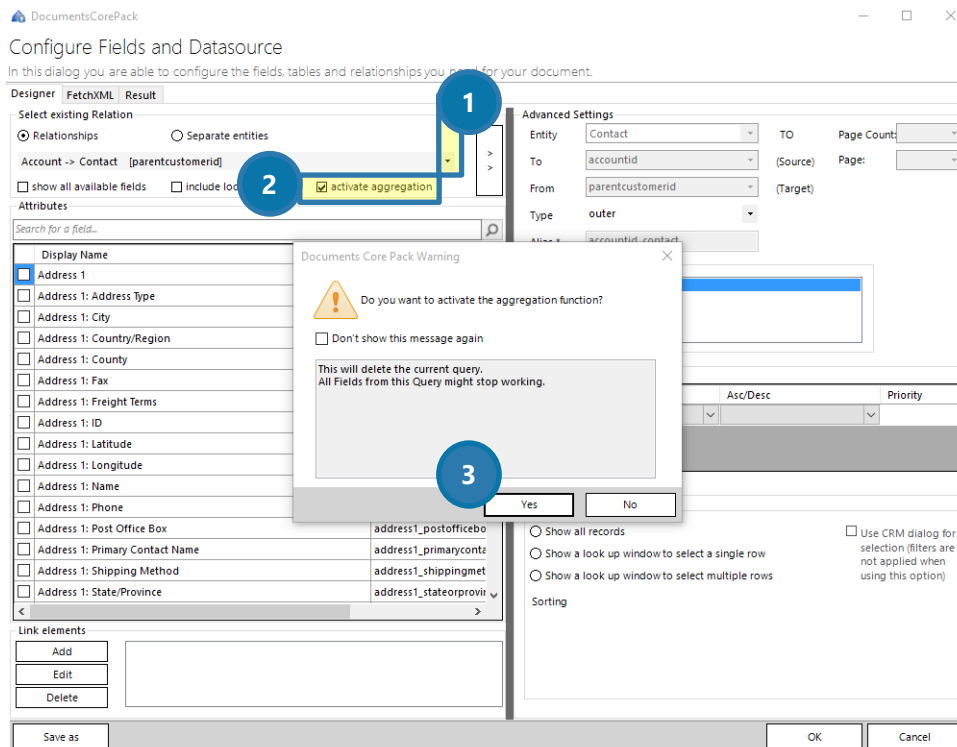 DocumentsCorePack
Configure Fields and Datasource
In this dialog you are able to configure the fields, tables and relationships you need for your document.
Designer FetchXML Result
Select existing Relation
Relationships Separate entities
Account -> Contact [parentcustomerid]
> >
show all available fields include loo activate aggregation
1
2
Attributes
Search for a field...
Display Name
Address 1
Address 1: Address Type
Address 1: City
Address 1: Country/Region
Address 1: County
Address 1: Fax
Address 1: Freight Terms
Address 1: ID
Address 1: Latitude
Address 1: Longitude
Address 1: Name
Address 1: Phone
Address 1: Post Office Box address1_postofficebo
Address 1: Primary Contact Name address1_primaryconta
Address 1: Shipping Method address1_shippingmet
Address 1: State/Province address1_stateorprovin
Link elements
Add
Edit
Delete
Save as
Advanced Settings
Entity Contact TO Page Count:
To accountid (Source) Page:
From parentcustomerid (Target)
Type outer
Alias * accountid_contact
Documents Core Pack Warning
Do you want to activate the aggregation function?
Don't show this message again
This will delete the current query.
All Fields from this Query might stop working.
3
Yes No
Asc/Desc Priority
Show all records
Show a look up window to select a single row
Show a look up window to select multiple rows
Use CRM dialog for
selection (filters are
not applied when
using this option)
Sorting
OK Cancel